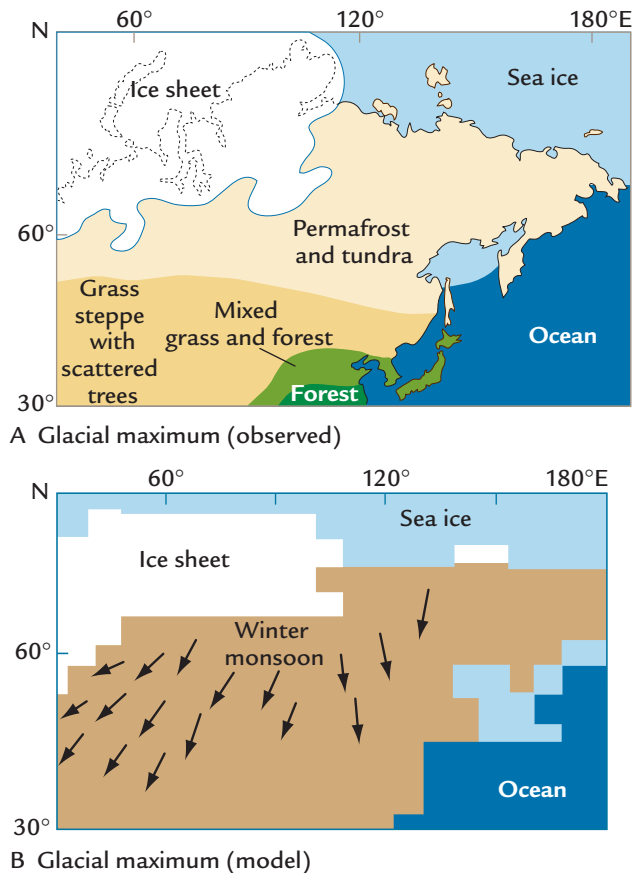 N 60° 120° 180°E
Ice sheet
Sea ice
60°
Permafrost
and tundra
Grass
steppe
with
scattered
trees
Mixed
grass and forest
Ocean
Forest
30°
A Glacial maximum (observed)
N 60° 120° 180°E
Sea ice
Ice sheet
Winter
monsoon
60°
Ocean
30°
B Glacial maximum (model)